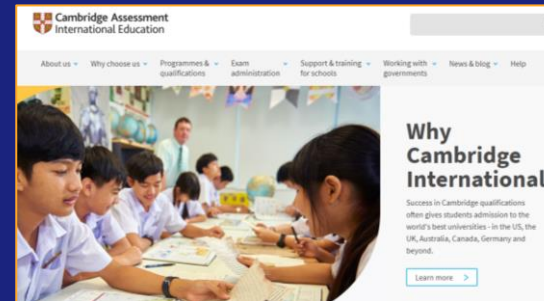 Cambridge Assessment
International Education
About us
Why choose us
Programmes &
qualifications
Exam
administration
Support & training
for schools
Working with
governments
News & blog
Help
Why
Cambridge
International
Success in Cambridge qualifications
often gives students admission to the
world's best universities - in the US, the
UK, Australia, Canada, Germany and
beyond.
Learn more >